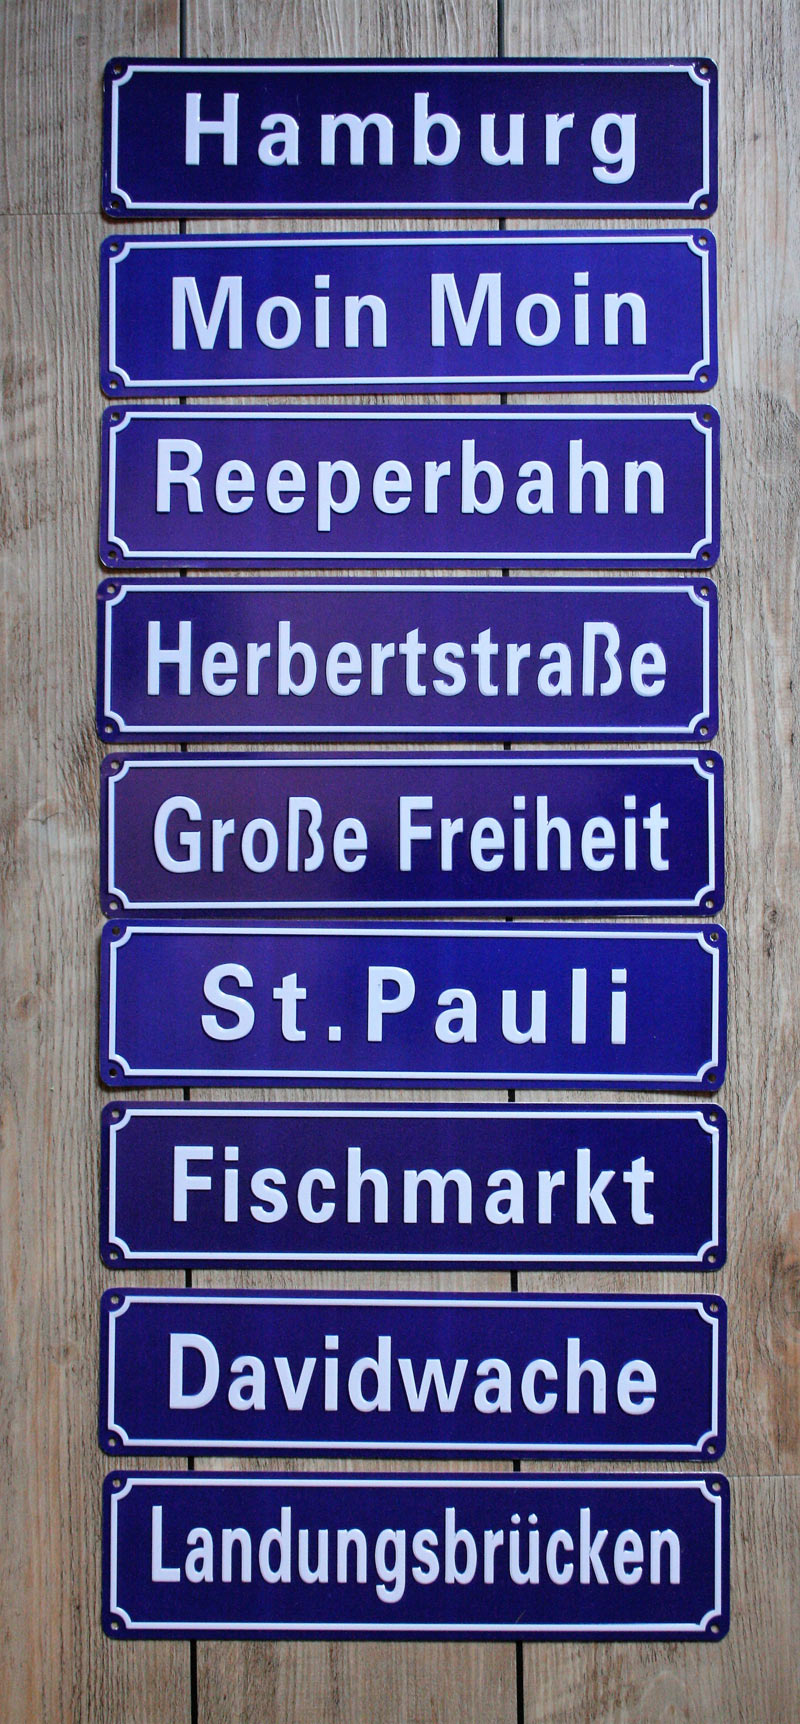 Hamburg
Moin Moin
Reeperbahn
Herbertstraße
Große Freiheit
St.Pauli
Fischmarkt
Davidwache
Landungsbrücken